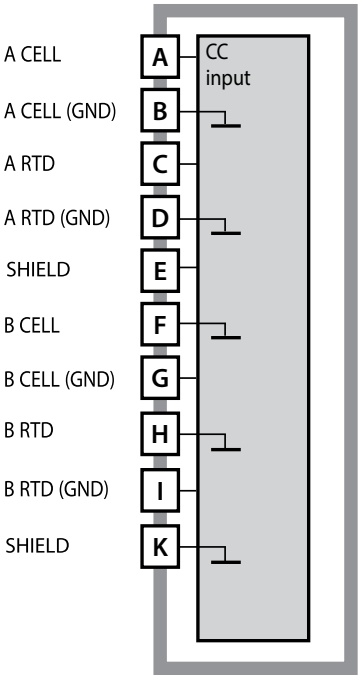 A CELL
A
CC
input
A CELL (GND)
B
A RTD
C
A RTD (GND)
D
SHIELD
E
B CELL
F
B CELL (GND)
G
B RTD
H
B RTD (GND)
I
SHIELD
K